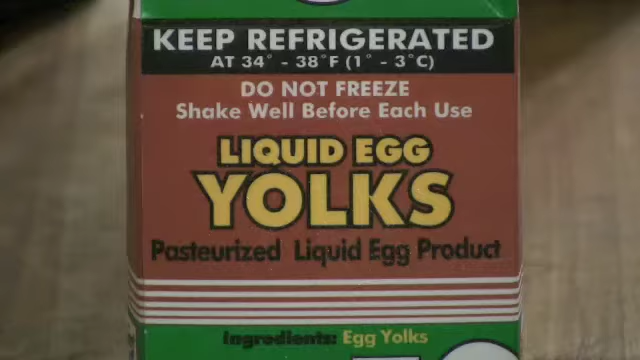 KEEP REFRIGERATED
AT 34° - 38°F (1° - 3°C)
DO NOT FREEZE
Shake Well Before Each Use
LIQUID EGG
YOLKS
Pasteurized Liquid Egg Product
Ingredients: Egg Yolks